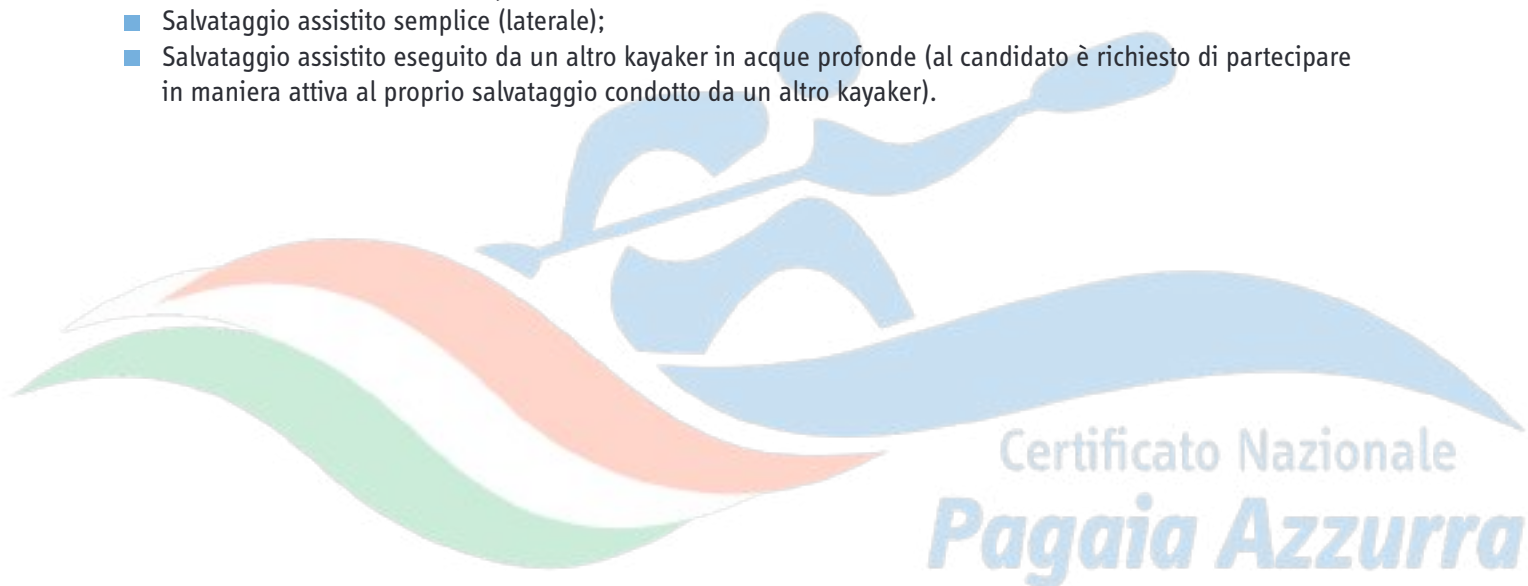 Salvataggio assistito semplice (laterale);
Salvataggio assistito eseguito da un altro kayaker in acque profonde (al candidato è richiesto di partecipare
in maniera attiva al proprio salvataggio condotto da un altro kayaker).
Certificato Nazionale
Pagaia Azzurra